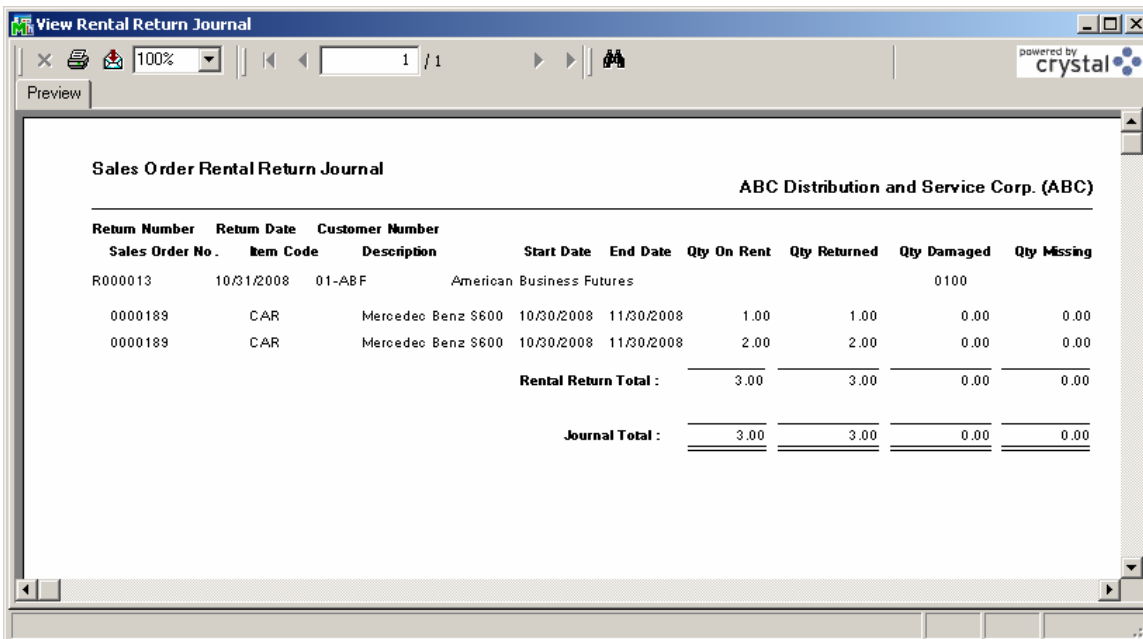 View Rental Return Journal
100% 1 / 1 powered by crystal
Preview
Sales Order Rental Return Journal
ABC Distribution and Service Corp. (ABC)
Return Number Return Date Customer Number
Sales Order No. Item Code Description Start Date End Date Qty On Rent Qty Returned Qty Damaged Qty Missing
R000013 10/31/2008 01-ABF American Business Futures 0100
0000189 CAR Mercedec Benz S600 10/30/2008 11/30/2008 1.00 1.00 0.00 0.00
0000189 CAR Mercedec Benz S600 10/30/2008 11/30/2008 2.00 2.00 0.00 0.00
Rental Return Total : 3.00 3.00 0.00 0.00
Journal Total : 3.00 3.00 0.00 0.00